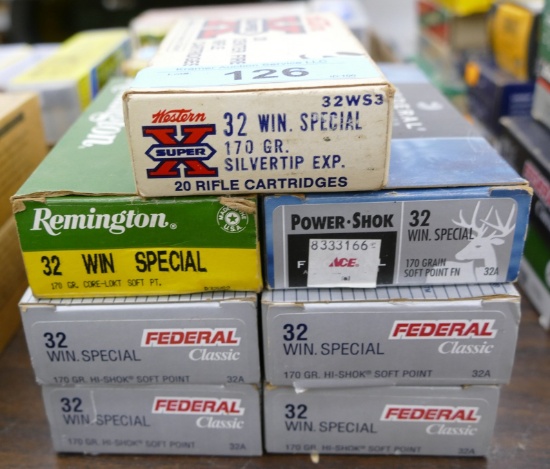 126
32WS3
Western
SUPER X
32 WIN. SPECIAL
170 GR.
SILVERTIP EXP.
20 RIFLE CARTRIDGES
Remington®
MADE IN U.S.A.
32 WIN SPECIAL
170 GR. CORE-LOKT SOFT PT.
POWER·SHOK
32
WIN. SPECIAL
8333166
ACE.
170 GRAIN
SOFT POINT FN
32A
32
WIN. SPECIAL
FEDERAL
Classic
170 GR. HI-SHOK® SOFT POINT
32A
32
WIN. SPECIAL
FEDERAL
Classic
170 GR. HI-SHOK® SOFT POINT
32A
32
WIN. SPECIAL
FEDERAL
Classic
170 GR. HI-SHOK® SOFT POINT
32A
32
WIN. SPECIAL
FEDERAL
Classic
170 GR. HI-SHOK® SOFT POINT
32A